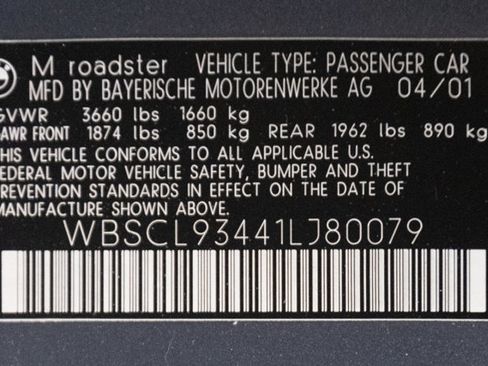 M roadster VEHICLE TYPE: PASSENGER CAR
MFD BY BAYERISCHE MOTORENWERKE AG 04/01
GVWR 3660 lbs 1660 kg
GAWR FRONT 1874 lbs 850 kg REAR 1962 lbs 890 kg
THIS VEHICLE CONFORMS TO ALL APPLICABLE U.S.
FEDERAL MOTOR VEHICLE SAFETY, BUMPER AND THEFT
PREVENTION STANDARDS IN EFFECT ON THE DATE OF
MANUFACTURE SHOWN ABOVE.
WBSCL93441LJ80079